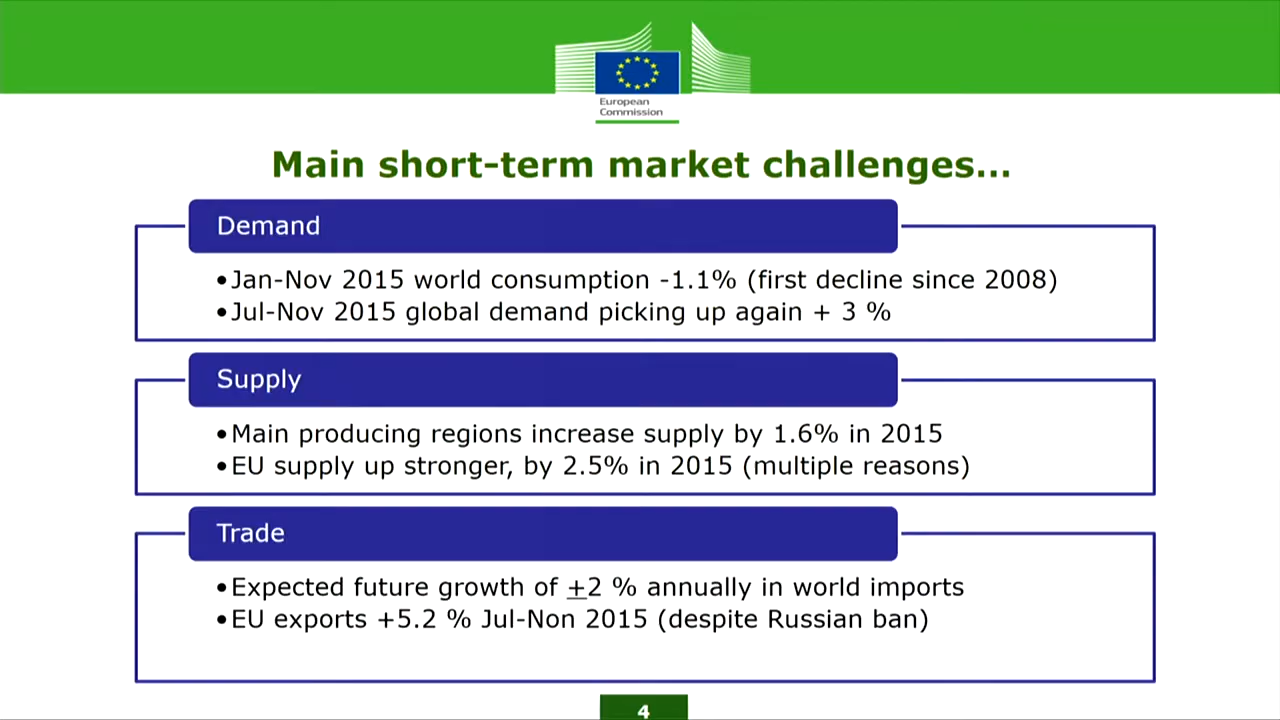 European
Commission
Main short-term market challenges...
Demand
•Jan-Nov 2015 world consumption -1.1% (first decline since 2008)
•Jul-Nov 2015 global demand picking up again + 3 %
Supply
•Main producing regions increase supply by 1.6% in 2015
•EU supply up stronger, by 2.5% in 2015 (multiple reasons)
Trade
•Expected future growth of +2 % annually in world imports
•EU exports +5.2 % Jul-Non 2015 (despite Russian ban)
4